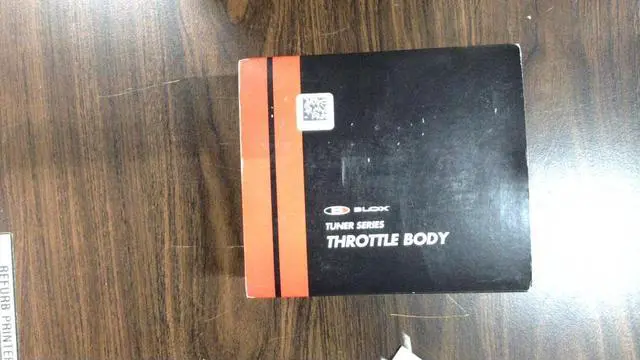 BLOX
TUNER SERIES
THROTTLE BODY
REFURB PRINTE